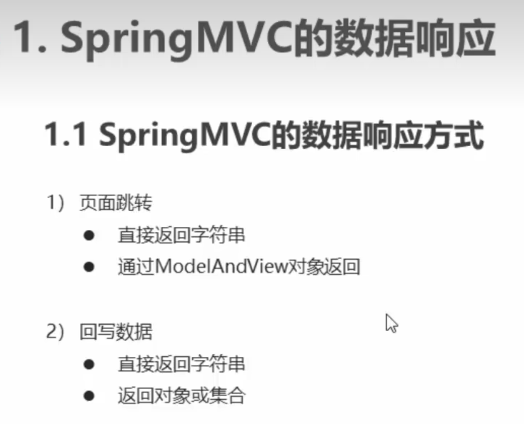 1. SpringMVC的数据响应
1.1 SpringMVC的数据响应方式
1） 页面跳转
● 直接返回字符串
● 通过ModelAndView对象返回
2） 回写数据
● 直接返回字符串
● 返回对象或集合